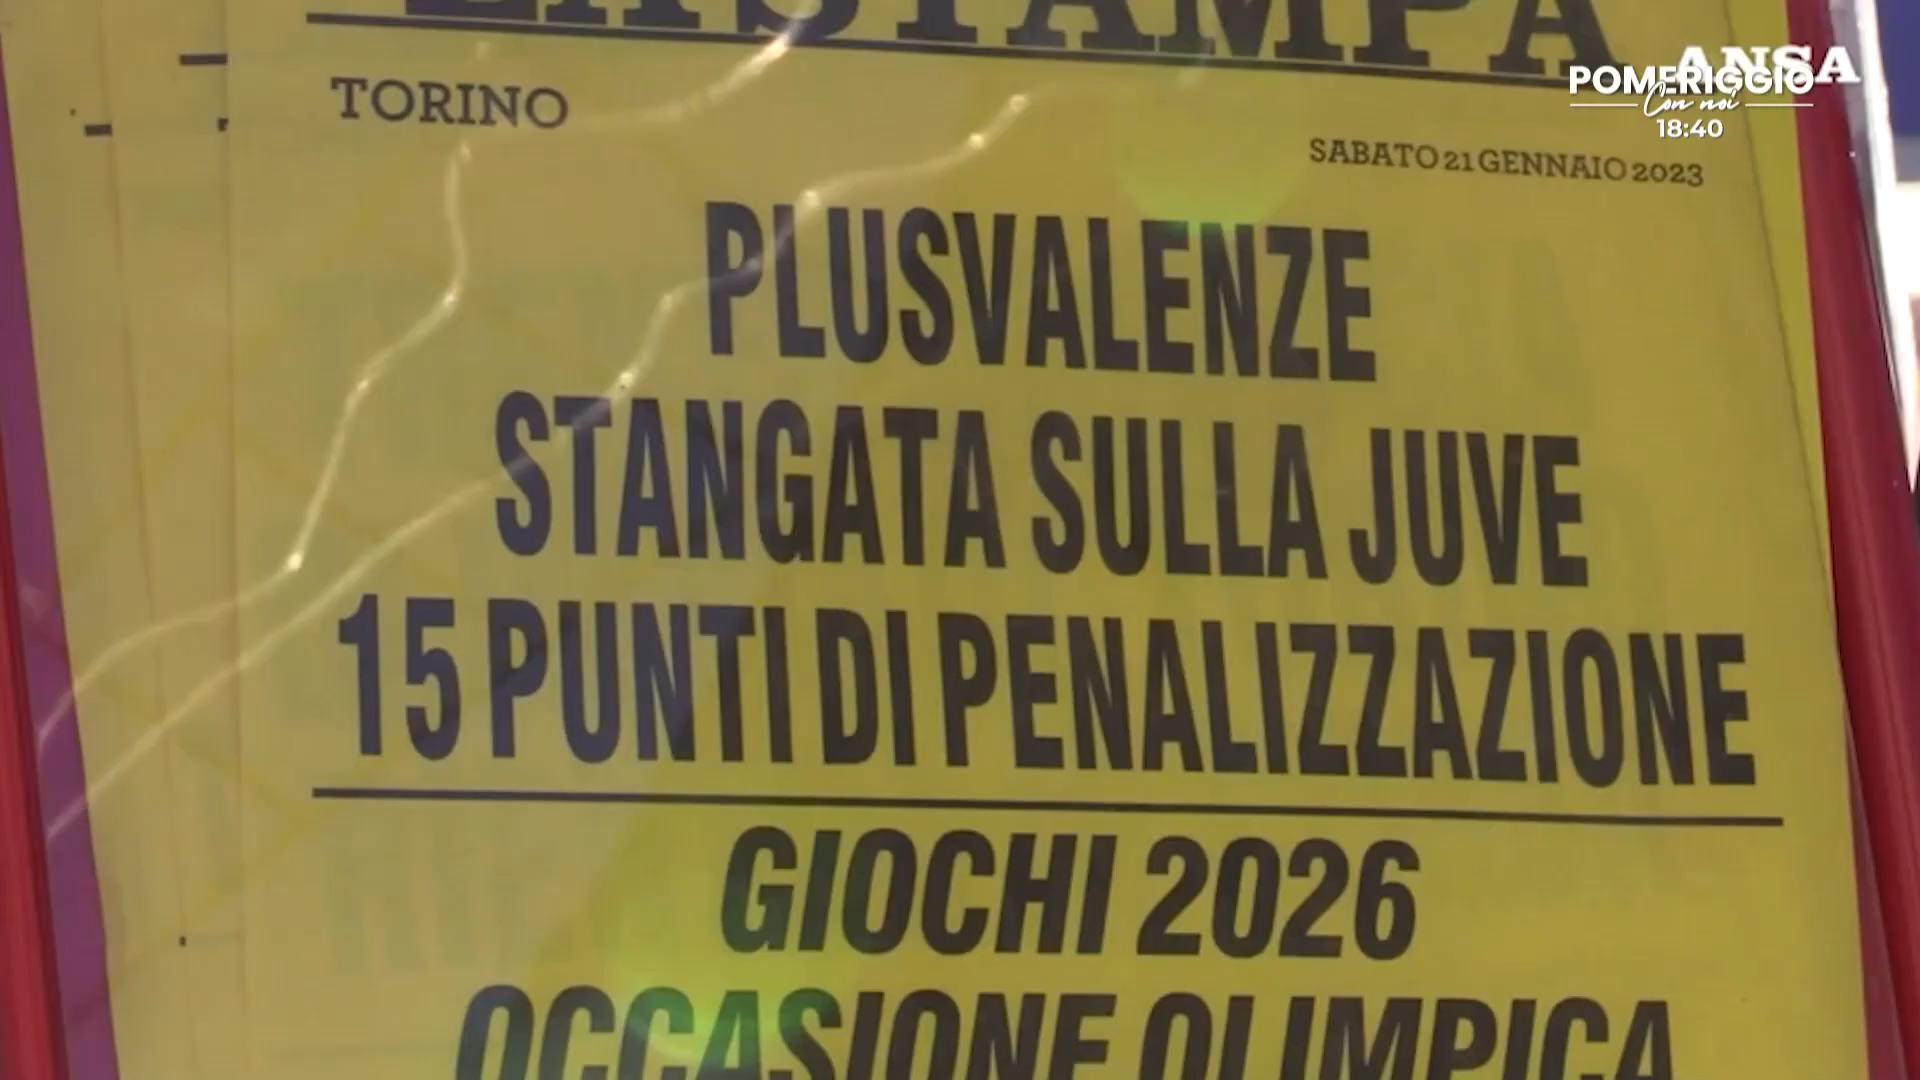 LA STAMPA
ANSA
POMERIGGIO
Con noi
18:40
TORINO
SABATO 21 GENNAIO 2023
PLUSVALENZE
STANGATA SULLA JUVE
15 PUNTI DI PENALIZZAZIONE
GIOCHI 2026
OCCASIONE OLIMPICA